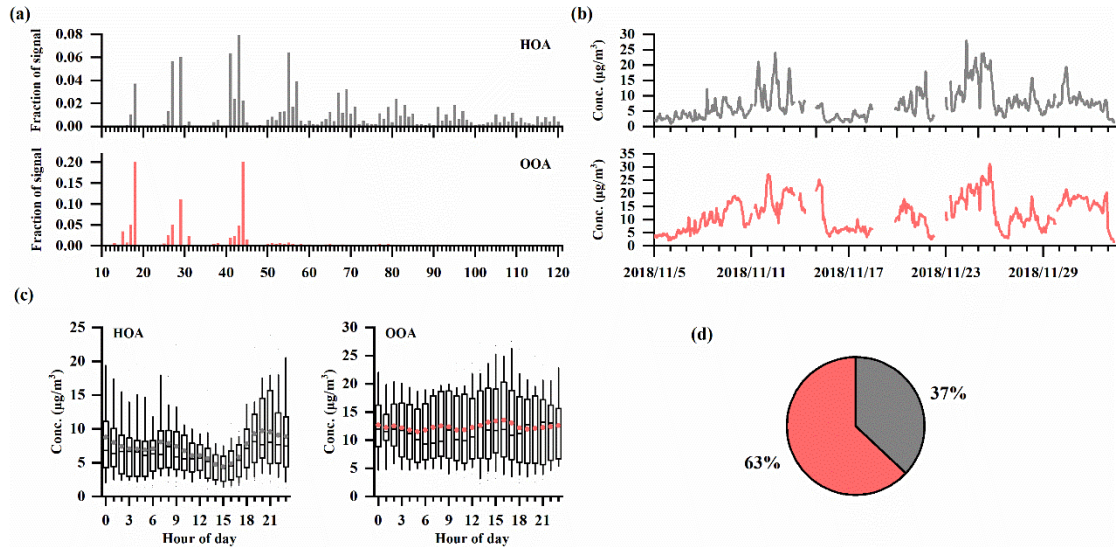 (a)
HOA
Fraction of signal
0.08
0.06
0.04
0.02
0.00
OOA
Fraction of signal
0.20
0.15
0.10
0.05
0.00
10 20 30 40 50 60 70 80 90 100 110 120
(b)
Conc. (μg/m³)
30
25
20
15
10
5
0
Conc. (μg/m³)
35
30
25
20
15
10
5
0
2018/11/5 2018/11/11 2018/11/17 2018/11/23 2018/11/29
(c)
HOA
Conc. (μg/m³)
25
20
15
10
5
0
0 3 6 9 12 15 18 21
Hour of day
OOA
Conc. (μg/m³)
30
25
20
15
10
5
0
0 3 6 9 12 15 18 21
Hour of day
(d)
37%
63%